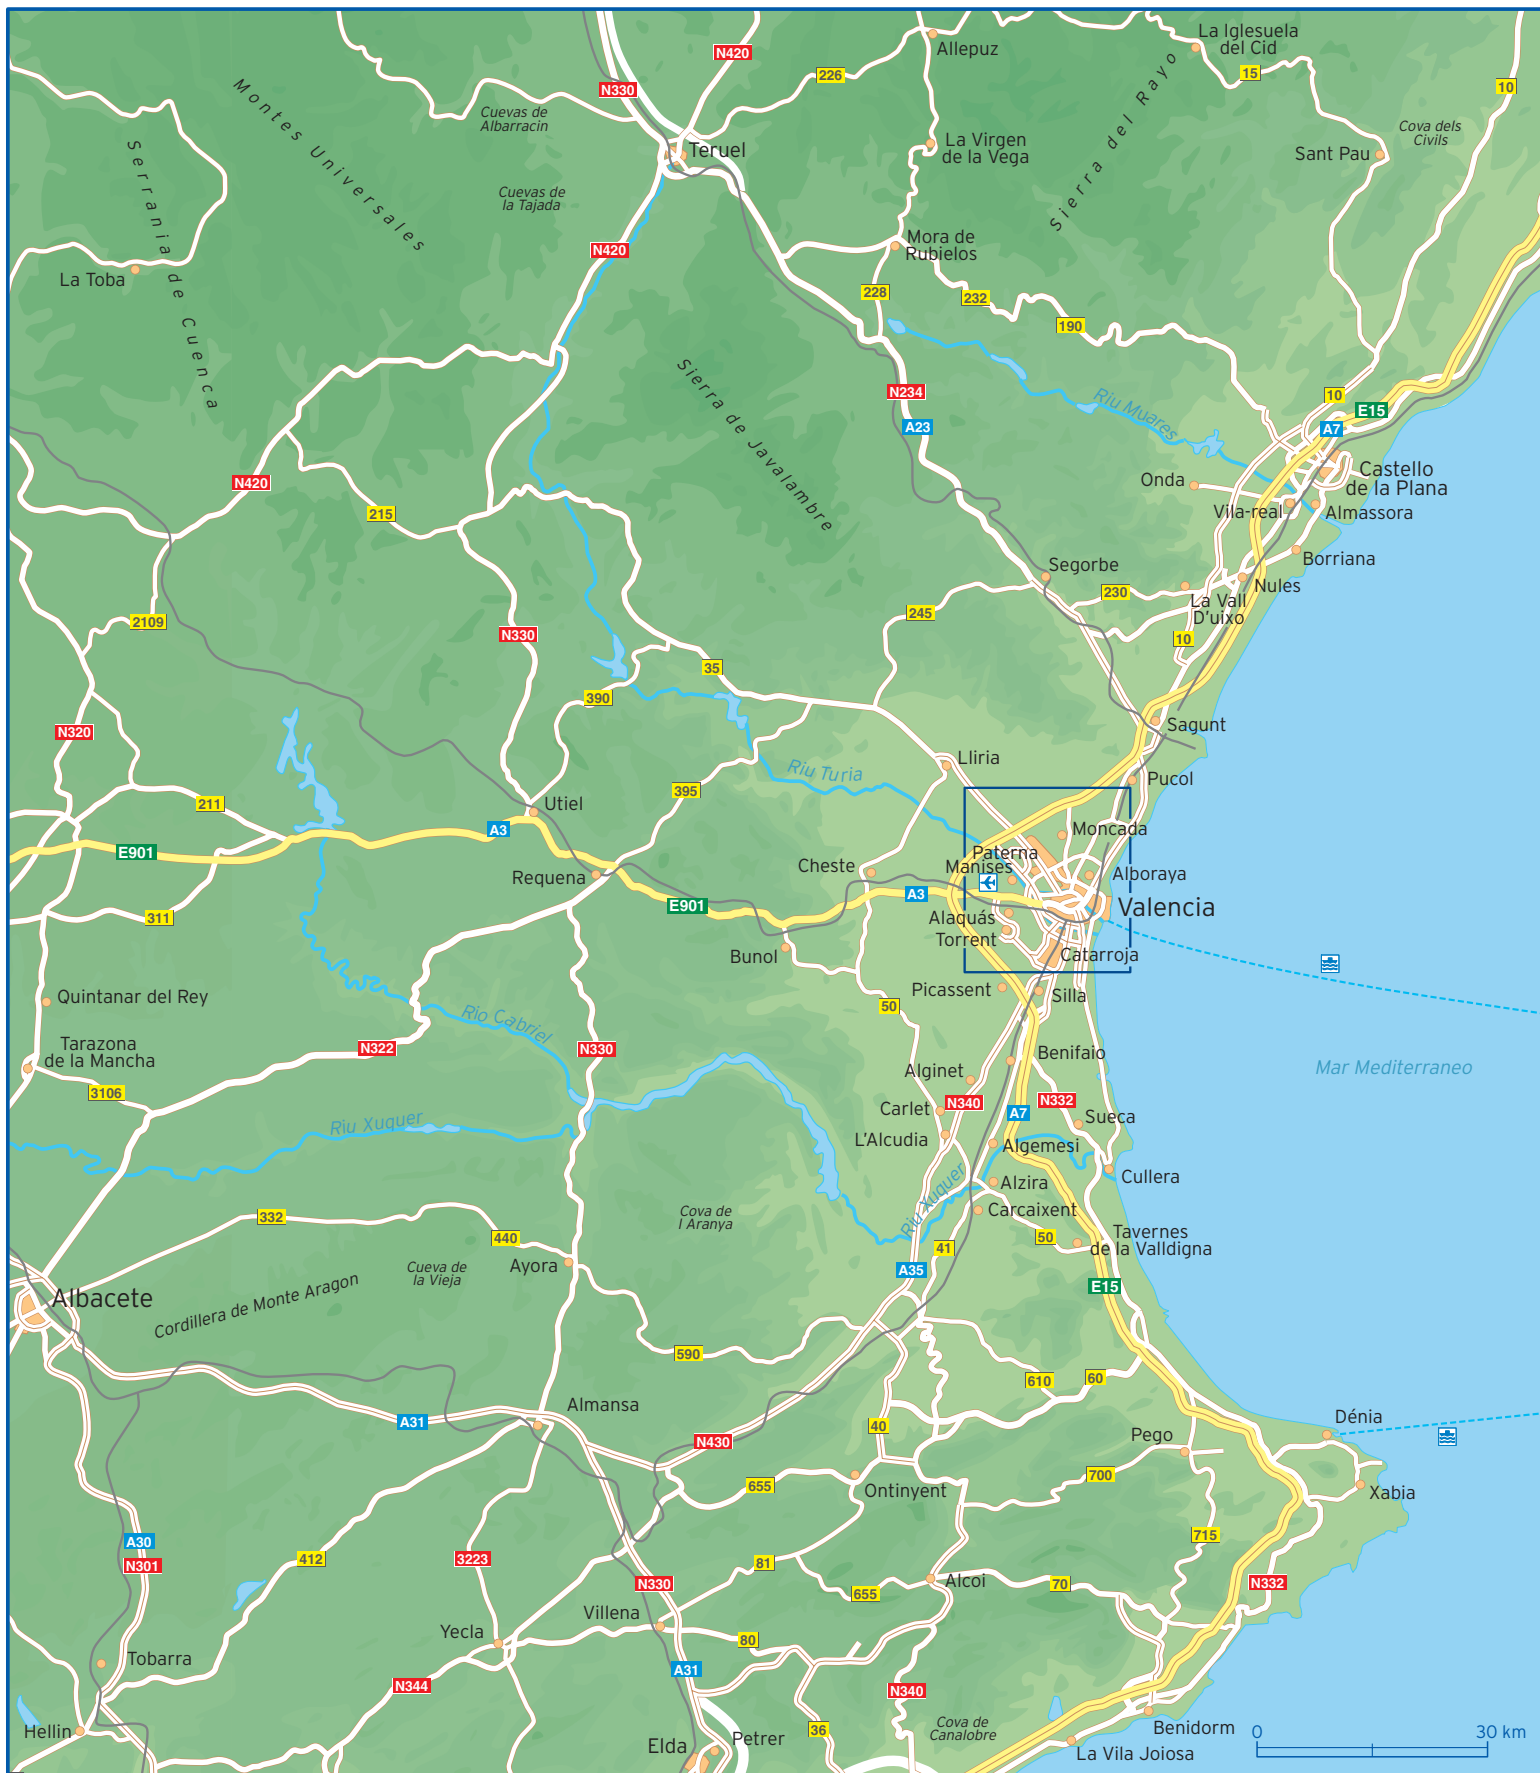 Allepuz
La Iglesuela
del Cid
N420
226
15
N330
10
Montes Universales
Cuevas de
Albarracin
Sierra del Rayo
Cova dels
Civils
Serrania de Cuenca
Teruel
La Virgen
de la Vega
Sant Pau
Cuevas de
la Tajada
N420
Mora de
Rubielos
La Toba
228
232
190
Sierra de Javalambre
N234
A23
Riu Muares
10
E15
A7
N420
215
Onda
Castello
de la Plana
Vila-real
Almassora
Borriana
Segorbe
230
Nules
La Vall
D'uixo
2109
245
N330
10
35
390
N320
Sagunt
Lliria
Riu Turia
Pucol
211
Utiel
395
A3
Moncada
E901
Paterna
Manises
Cheste
Requena
Alboraya
A3
E901
Valencia
311
Alaquás
Torrent
Bunol
Catarroja
Quintanar del Rey
Picassent
Silla
50
Rio Cabriel
Tarazona
de la Mancha
N322
N330
Benifaio
Alginet
Mar Mediterraneo
3106
Carlet
N340
N332
A7
Sueca
Riu Xuquer
L'Alcudia
Algemesi
Cullera
Alzira
Riu Xuquer
Carcaixent
332
Cova de
l Aranya
440
41
50
Tavernes
de la Valldigna
Ayora
Cueva de
la Vieja
A35
E15
Albacete
Cordillera de Monte Aragon
590
610
60
Almansa
A31
40
Dénia
N430
Pego
700
655
Ontinyent
Xabia
A30
N301
715
412
3223
81
N330
655
Alcoi
70
N332
Villena
Yecla
80
Tobarra
A31
N344
N340
Hellin
36
Cova de
Canalobre
Benidorm
0
30 km
Elda
Petrer
La Vila Joiosa